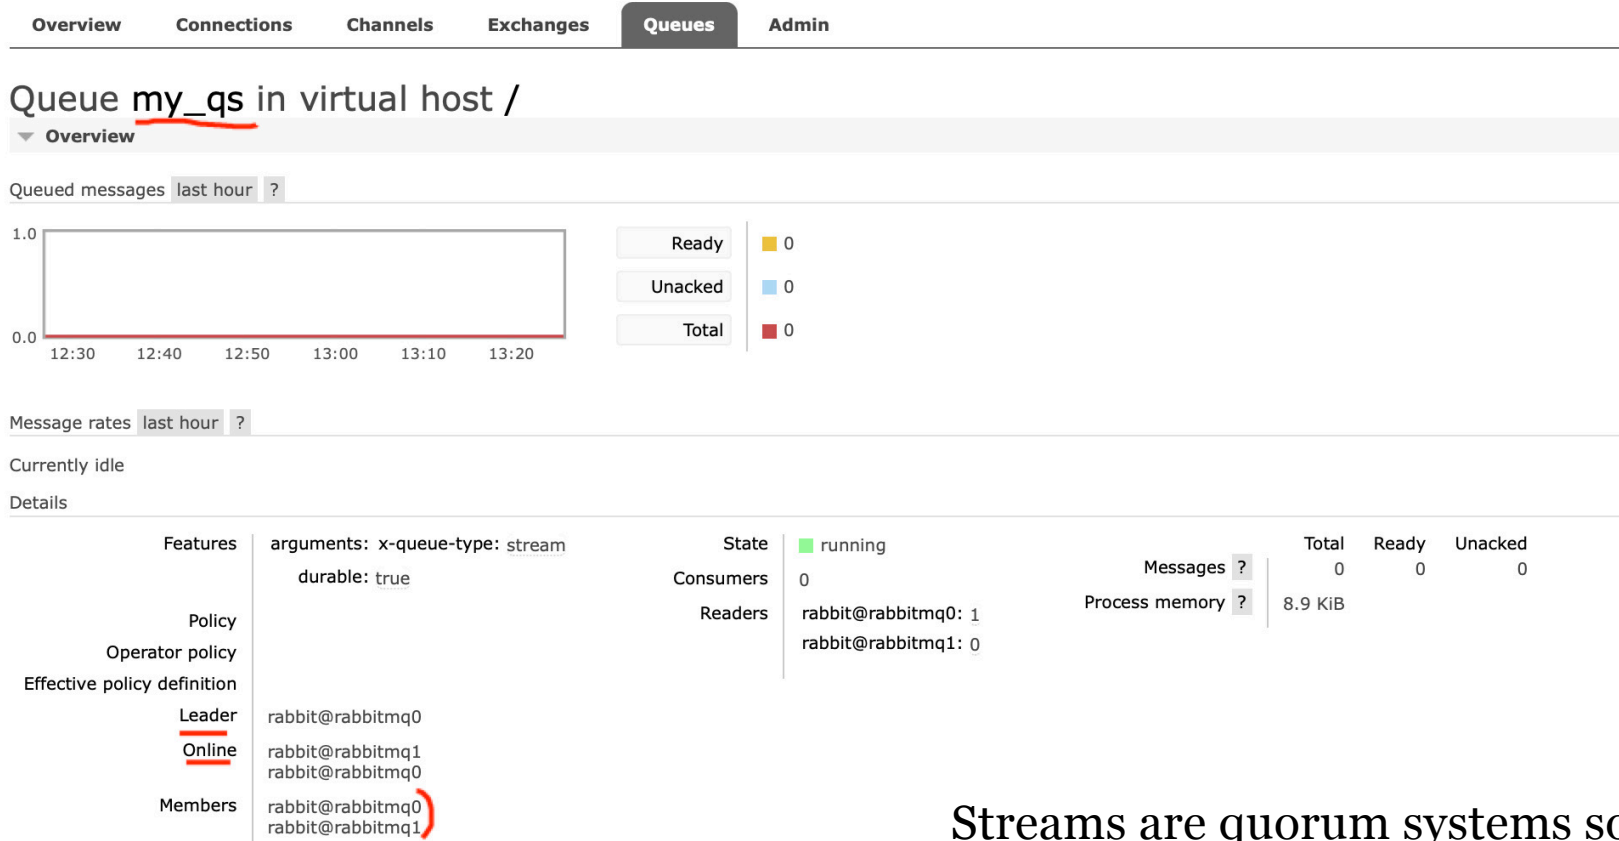 Overview Connections Channels Exchanges Queues Admin
Queue my_qs in virtual host /
Overview
Queued messages last hour ?
1.0
0.0
12:30 12:40 12:50 13:00 13:10 13:20
Ready 0
Unacked 0
Total 0
Message rates last hour ?
Currently idle
Details
Features arguments: x-queue-type: stream
durable: true
Policy
Operator policy
Effective policy definition
Leader rabbit@rabbitmq0
Online rabbit@rabbitmq1
rabbit@rabbitmq0
Members rabbit@rabbitmq0
rabbit@rabbitmq1
State running
Consumers 0
Readers rabbit@rabbitmq0: 1
rabbit@rabbitmq1: 0
Total Ready Unacked
Messages ? 0 0 0
Process memory ? 8.9 KiB
Streams are quorum systems so